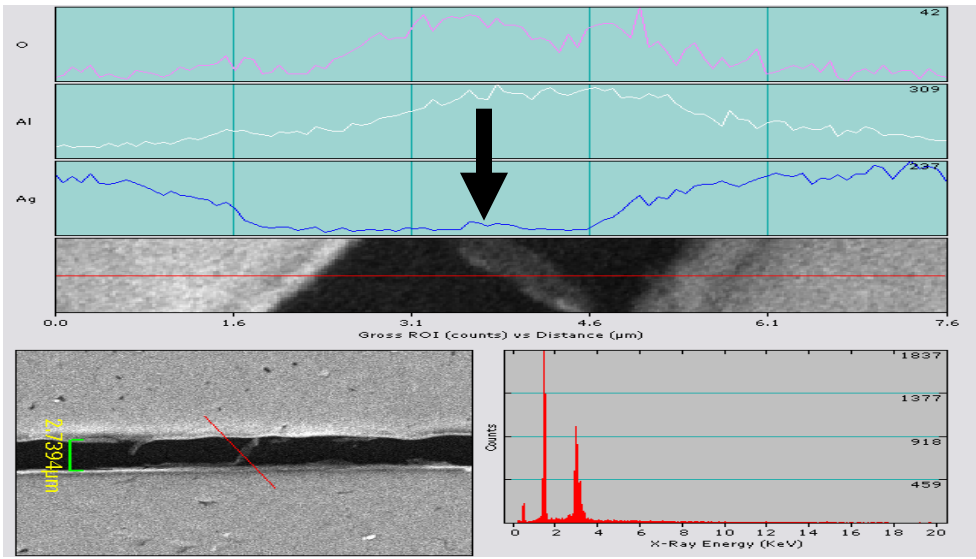 O 42
Al 309
Ag 237
0.0 1.6 3.1 4.6 6.1 7.6
Gross ROI (counts) vs Distance (µm)
2.7394µm
Counts
1837
1377
918
459
0 2 4 6 8 10 12 14 16 18 20
X-Ray Energy (KeV)